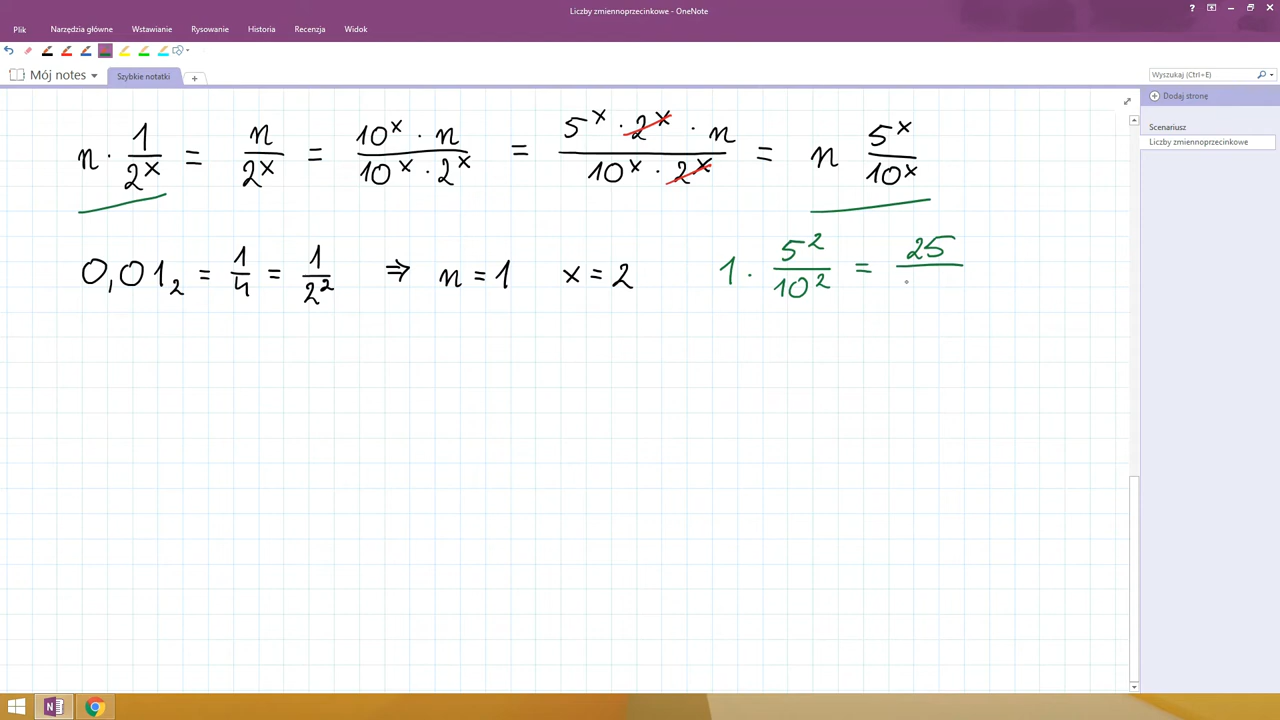 Liczby zmiennoprzecinkowe - OneNote
Plik Narzędzia główne Wstawianie Rysowanie Historia Recenzja Widok
Mój notes Szybkie notatki
Wyszukaj (Ctrl+E)
Dodaj stronę
Scenariusz
Liczby zmiennoprzecinkowe
n · 1/2^x = n/2^x = (10^x · n)/(10^x · 2^x) = (5^x · 2^x · n)/(10^x · 2^x) = n 5^x/10^x
0,01₂ = 1/4 = 1/2² ⇒ n = 1 x = 2 1 · 5²/10² = 25/